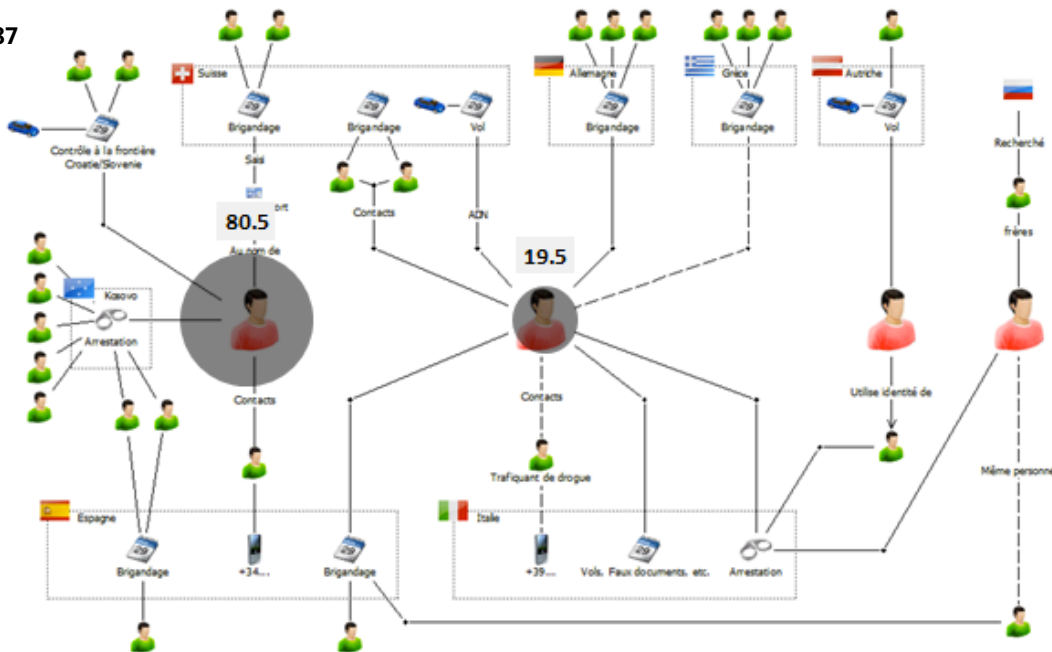 37
Suisse
Allemagne
Grèce
Autriche
Brigandage
Brigandage
Vol
Brigandage
Brigandage
Vol
Contrôle à la frontière
Croatie/Slovenie
Saisi
Recherché
80.5
Contacts
ADN
Au nom de
19.5
frères
Kosovo
Arrestation
Contacts
Contacts
Utilise identité de
Trafiquant de drogue
Même personne
Espagne
Italie
Brigandage
+34...
Brigandage
+39...
Vols, Faux documents, etc.
Arrestation